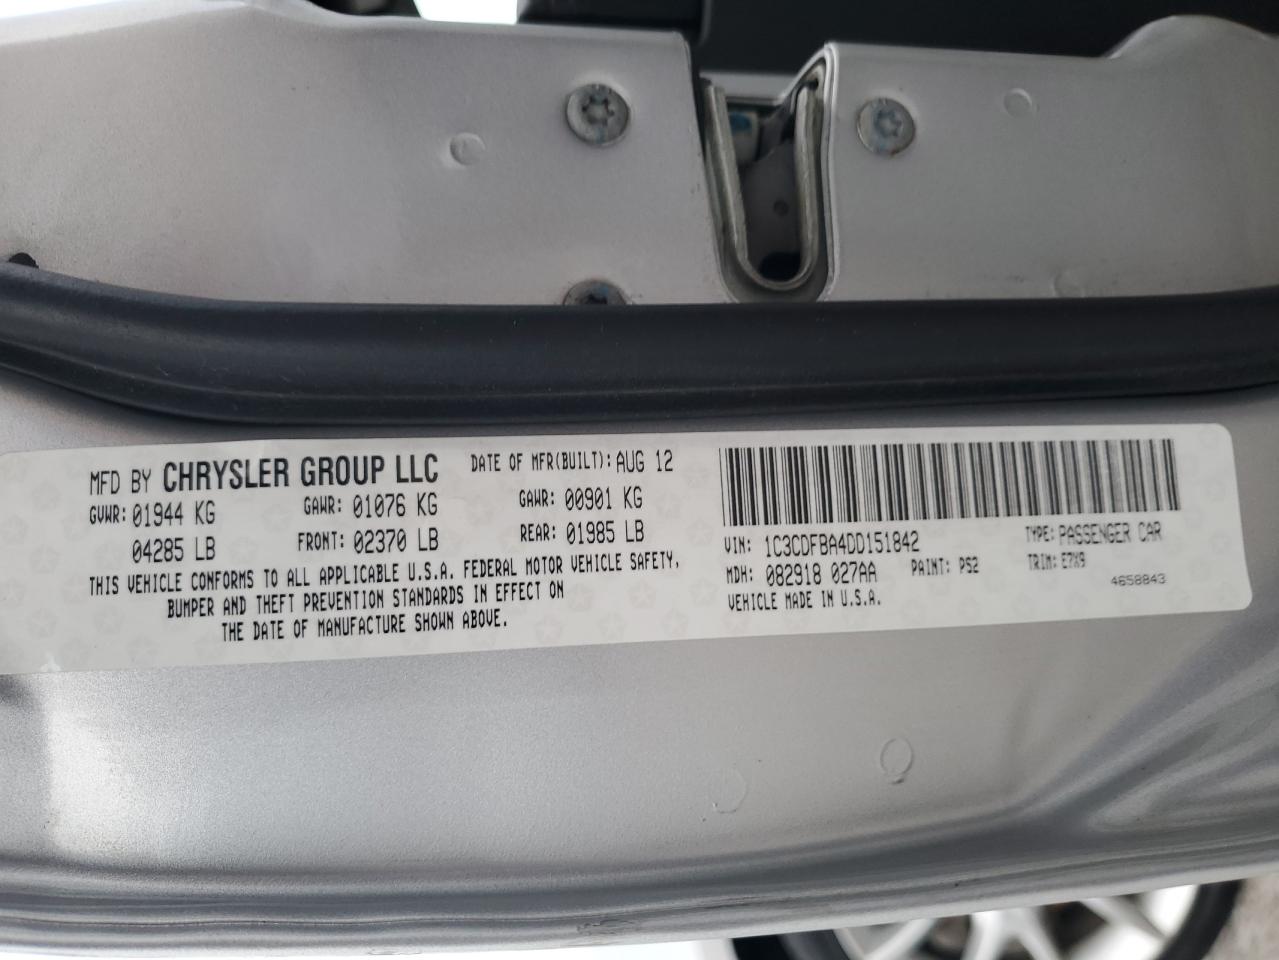 MFD BY CHRYSLER GROUP LLC DATE OF MFR(BUILT): AUG 12
GVWR: 01944 KG GAWR: 01076 KG GAWR: 00901 KG
04285 LB FRONT: 02370 LB REAR: 01985 LB
THIS VEHICLE CONFORMS TO ALL APPLICABLE U.S.A. FEDERAL MOTOR VEHICLE SAFETY,
BUMPER AND THEFT PREVENTION STANDARDS IN EFFECT ON
THE DATE OF MANUFACTURE SHOWN ABOVE.
VIN: 1C3CDFBA4DD151842 TYPE: PASSENGER CAR
MDH: 082918 027AA PAINT: PS2 TRIM: E7X9
VEHICLE MADE IN U.S.A. 4658843